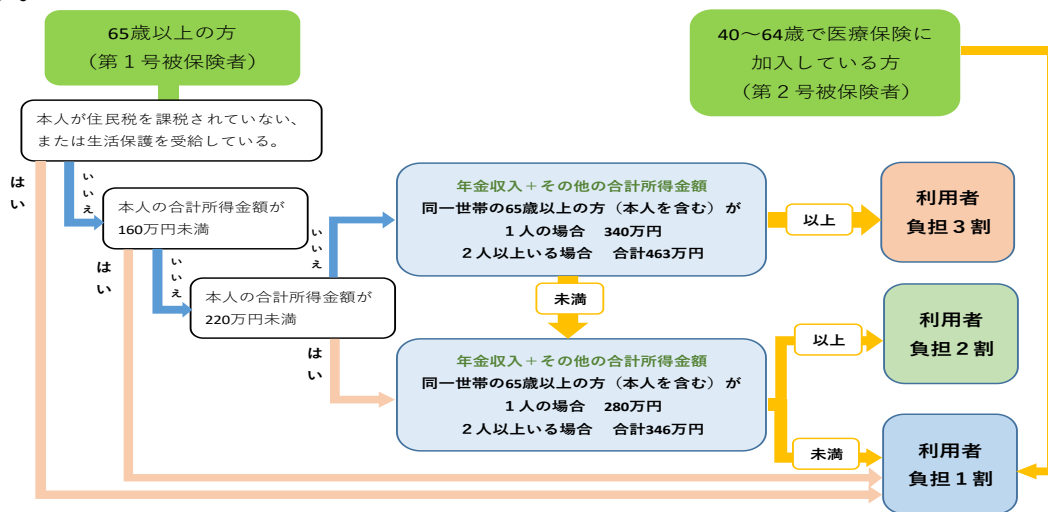 65歳以上の方
（第１号被保険者）
40～64歳で医療保険に
加入している方
（第２号被保険者）
本人が住民税を課税されていない、
または生活保護を受給している。
はい
いいえ
本人の合計所得金額が
160万円未満
はい
いいえ
本人の合計所得金額が
220万円未満
いいえ
はい
年金収入＋その他の合計所得金額
同一世帯の65歳以上の方（本人を含む）が
１人の場合　340万円
２人以上いる場合　合計463万円
以上
利用者
負担３割
未満
年金収入＋その他の合計所得金額
同一世帯の65歳以上の方（本人を含む）が
１人の場合　280万円
２人以上いる場合　合計346万円
以上
利用者
負担２割
未満
利用者
負担１割